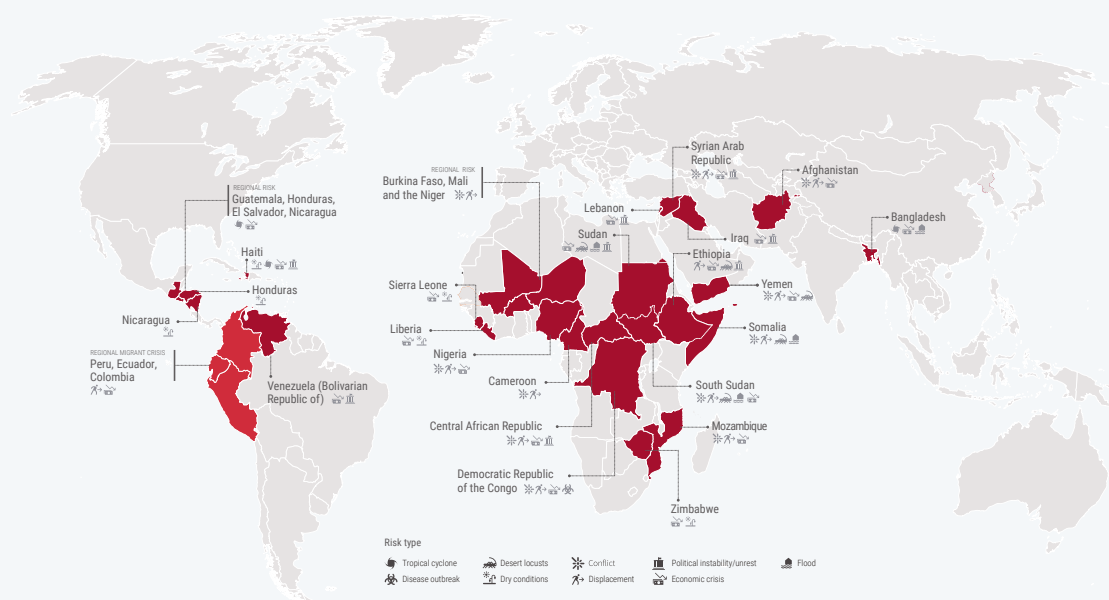 Syrian Arab
Republic
Afghanistan
REGIONAL RISK
Burkina Faso, Mali
and the Niger
REGIONAL RISK
Guatemala, Honduras,
El Salvador, Nicaragua
Lebanon
Bangladesh
Sudan
Iraq
Haiti
Ethiopia
Sierra Leone
Yemen
Honduras
Nicaragua
Liberia
Somalia
REGIONAL MIGRANT CRISIS
Peru, Ecuador,
Colombia
Nigeria
Cameroon
Venezuela (Bolivarian
Republic of)
South Sudan
Central African Republic
Mozambique
Democratic Republic
of the Congo
Zimbabwe
Risk type
Tropical cyclone
Desert locusts
Conflict
Political instability/unrest
Flood
Disease outbreak
Dry conditions
Displacement
Economic crisis